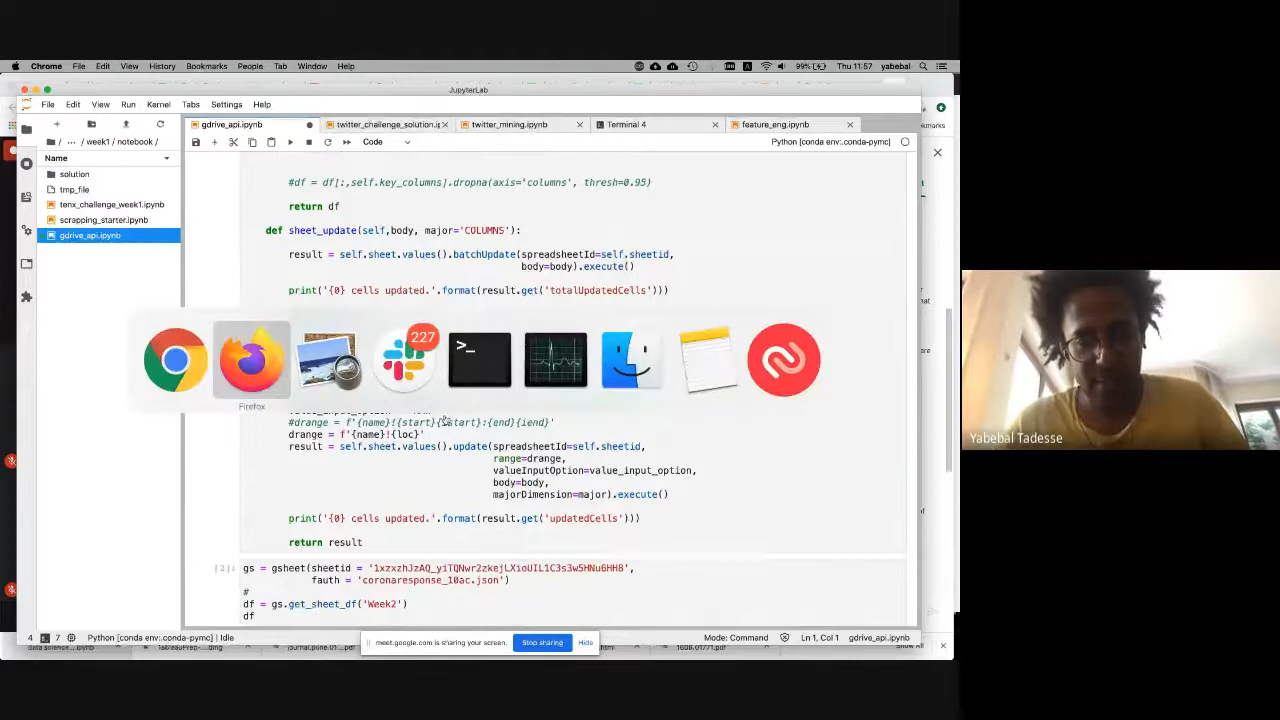 Chrome File Edit View History Bookmarks People Tab Window Help 99% Thu 11:57 yabebal
JupyterLab
File Edit View Run Kernel Tabs Settings Help
gdrive_api.ipynb twitter_challenge_solution.ip twitter_mining.ipynb Terminal 4 feature_eng.ipynb
Code Python [conda env:.conda-pymc]
/ ... / week1 / notebook /
Name
solution
tmp_file
tenx_challenge_week1.ipynb
scrapping_starter.ipynb
gdrive_api.ipynb
#df = df[:,self.key_columns].dropna(axis='columns', thresh=0.95)
return df
def sheet_update(self,body, major='COLUMNS'):
result = self.sheet.values().batchUpdate(spreadsheetId=self.sheetid,
body=body).execute()
print('{0} cells updated.'.format(result.get('totalUpdatedCells')))
227
Firefox
drange = f'{name}!{loc}'
result = self.sheet.values().update(spreadsheetId=self.sheetid,
range=drange,
valueInputOption=value_input_option,
body=body,
majorDimension=major).execute()
print('{0} cells updated.'.format(result.get('updatedCells')))
return result
[2]: gs = gsheet(sheetid =
fauth = 'coronaresponse_10ac.json')
#
df = gs.get_sheet_df('Week2')
df
4 7 Python [conda env:.conda-pymc] | Idle Mode: Command Ln 1, Col 1 gdrive_api.ipynb
meet.google.com is sharing your screen. Stop sharing Hide
Yabebal Tadesse